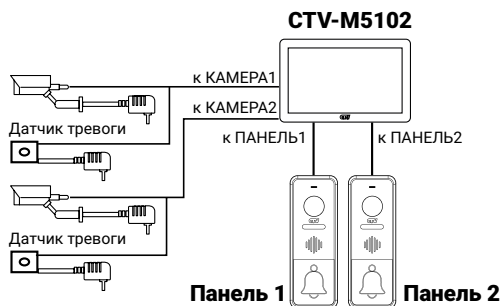 CTV-M5102
к КАМЕРА1
к КАМЕРА2
Датчик тревоги
к ПАНЕЛЬ1
к ПАНЕЛЬ2
Датчик тревоги
Панель 1
Панель 2